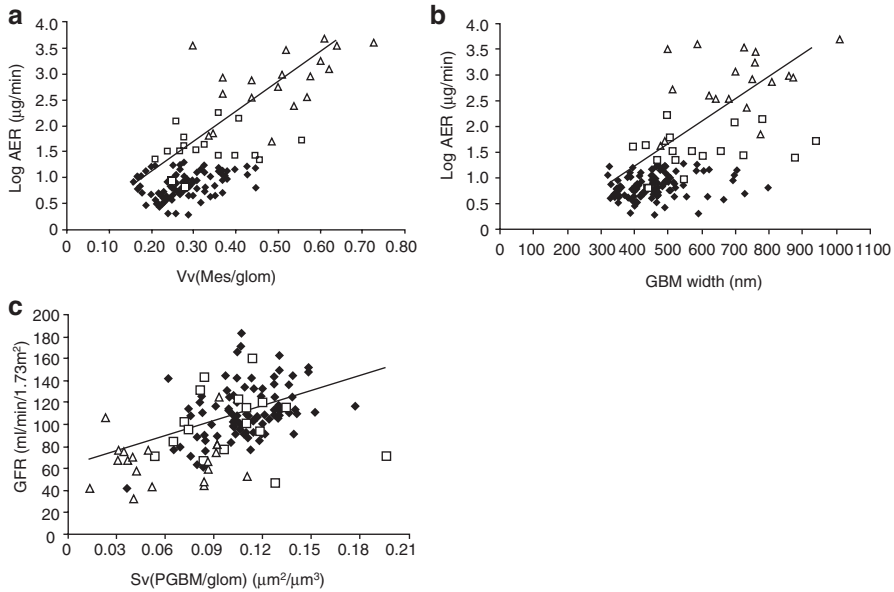 a
4.0
3.5
3.0
2.5
2.0
1.5
1.0
0.5
0
Log AER (μg/min)
0 0.10 0.20 0.30 0.40 0.50 0.60 0.70 0.80
Vv(Mes/glom)
b
4.0
3.5
3.0
2.5
2.0
1.5
1.0
0.5
0
Log AER (μg/min)
0 100 200 300 400 500 600 700 800 900 1000 1100
GBM width (nm)
c
200
180
160
140
120
100
80
60
40
20
0
GFR (ml/min/1.73m²)
0 0.03 0.06 0.09 0.12 0.15 0.18 0.21
Sv(PGBM/glom) (μm²/μm³)